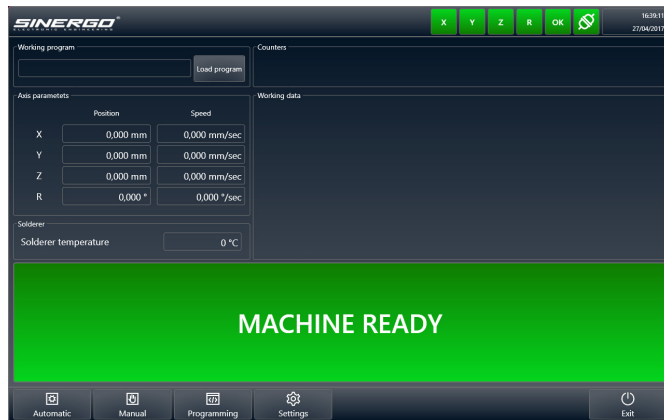 SINERGO
ELECTRONIC ENGINEERING
X Y Z R OK
16:39:11
27/04/2017
Working program
Load program
Counters
Axis parametets
Working data
Position Speed
X 0,000 mm 0,000 mm/sec
Y 0,000 mm 0,000 mm/sec
Z 0,000 mm 0,000 mm/sec
R 0,000 ° 0,000 °/sec
Solderer
Solderer temperature 0 °C
MACHINE READY
Automatic Manual Programming Settings Exit